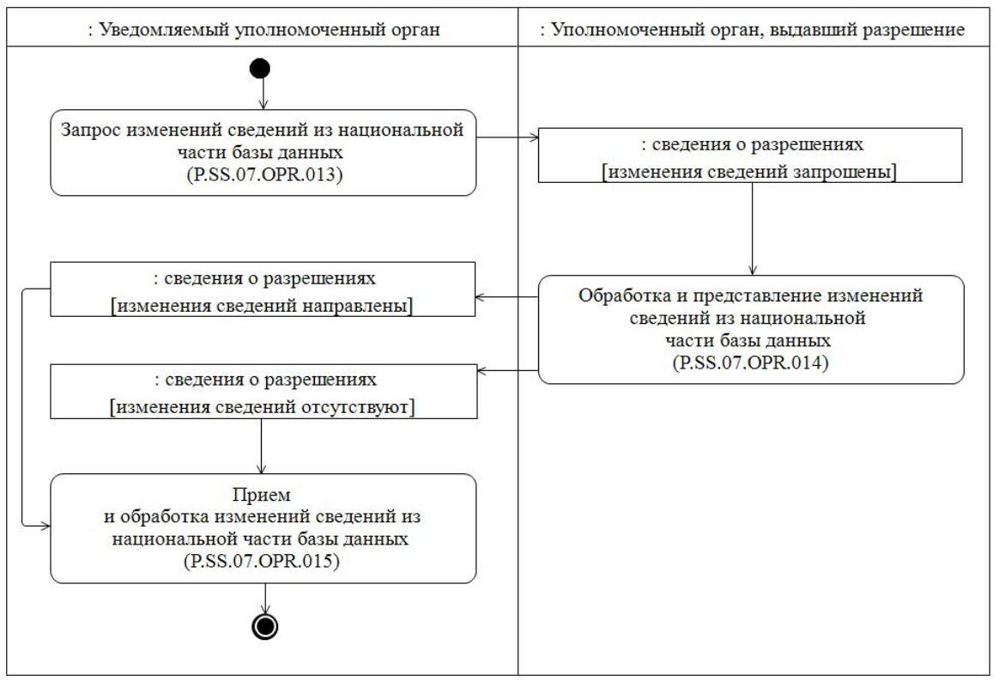 : Уведомляемый уполномоченный орган
: Уполномоченный орган, выдавший разрешение
Запрос изменений сведений из национальной
части базы данных
(P.SS.07.OPR.013)
: сведения о разрешениях
[изменения сведений запрошены]
: сведения о разрешениях
[изменения сведений направлены]
Обработка и представление изменений
сведений из национальной
части базы данных
(P.SS.07.OPR.014)
: сведения о разрешениях
[изменения сведений отсутствуют]
Прием
и обработка изменений сведений из
национальной части базы данных
(P.SS.07.OPR.015)